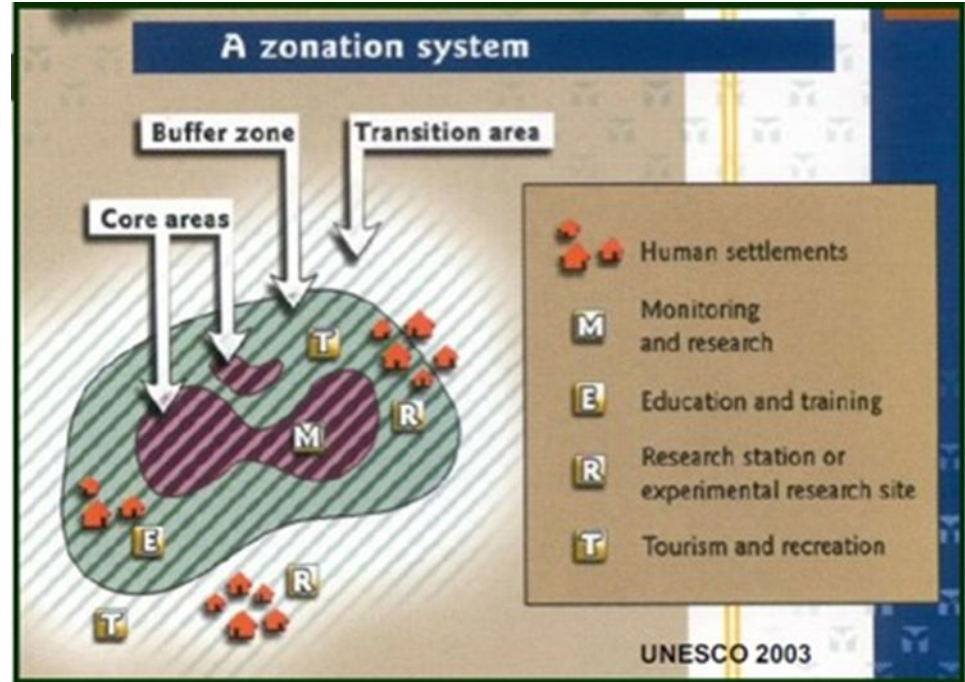 A zonation system
Buffer zone
Transition area
Core areas
T
R
M
E
R
T
Human settlements
M
Monitoring
and research
E
Education and training
R
Research station or
experimental research site
T
Tourism and recreation
UNESCO 2003